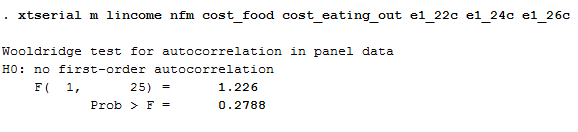 . xtserial m lincome nfm cost_food cost_eating_out e1_22c e1_24c e1_26c
Wooldridge test for autocorrelation in panel data
H0: no first-order autocorrelation
F( 1, 25) = 1.226
Prob > F = 0.2788